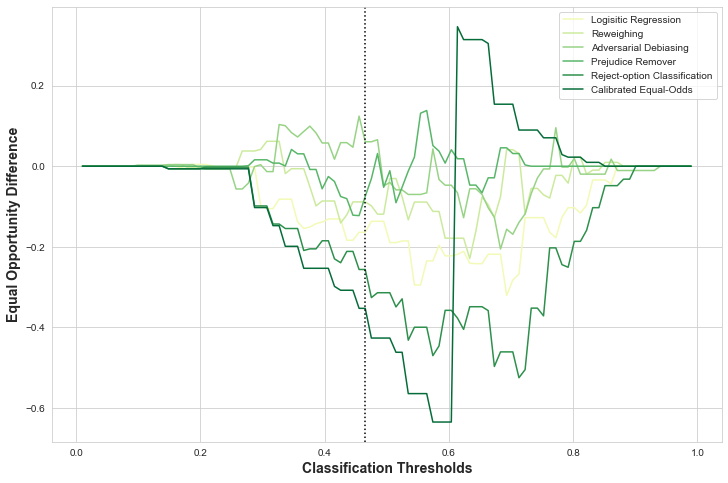 Logisitic Regression
Reweighing
Adversarial Debiasing
Prejudice Remover
Reject-option Classification
Calibrated Equal-Odds
Equal Opportunity Difference
0.2
0.0
−0.2
−0.4
−0.6
0.0 0.2 0.4 0.6 0.8 1.0
Classification Thresholds